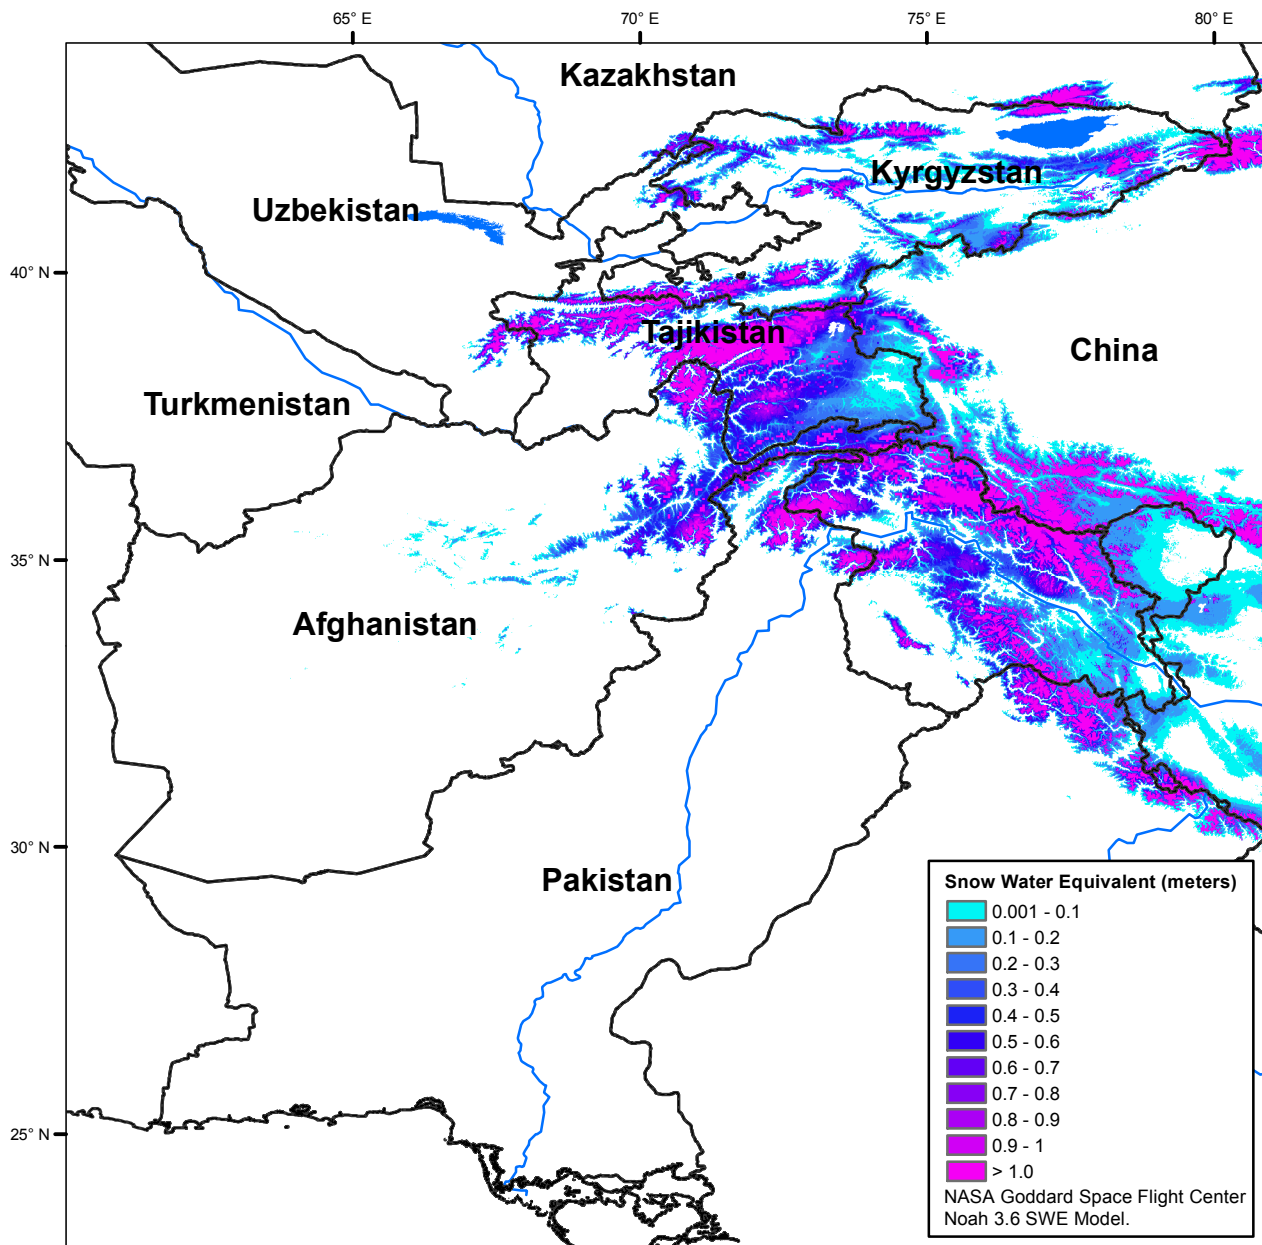 65° E
70° E
75° E
80° E
Kazakhstan
Kyrgyzstan
Uzbekistan
40° N
Tajikistan
China
Turkmenistan
35° N
Afghanistan
30° N
Pakistan
25° N
Snow Water Equivalent (meters)
0.001 - 0.1
0.1 - 0.2
0.2 - 0.3
0.3 - 0.4
0.4 - 0.5
0.5 - 0.6
0.6 - 0.7
0.7 - 0.8
0.8 - 0.9
0.9 - 1
> 1.0
NASA Goddard Space Flight Center
Noah 3.6 SWE Model.